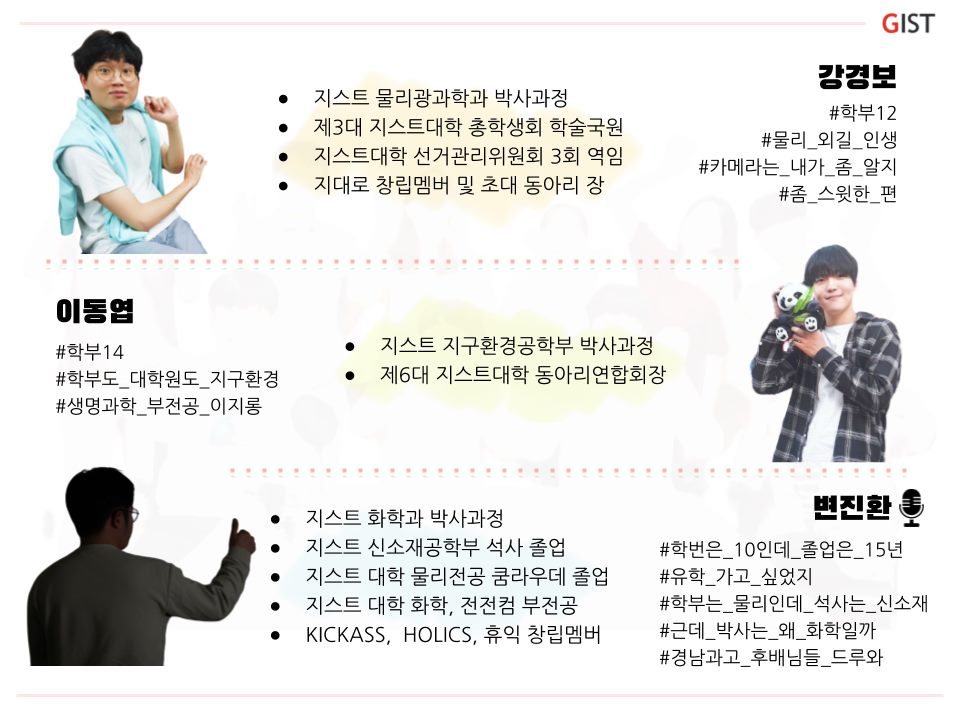 GIST
강경보
#학부12
#물리_외길_인생
#카메라는_내가_좀_알지
#좀_스윗한_편
● 지스트 물리광과학과 박사과정
● 제3대 지스트대학 총학생회 학술국원
● 지스트대학 선거관리위원회 3회 역임
● 지대로 창립멤버 및 초대 동아리 장
이동엽
#학부14
#학부도_대학원도_지구환경
#생명과학_부전공_이지롱
● 지스트 지구환경공학부 박사과정
● 제6대 지스트대학 동아리연합회장
변진환
#학번은_10인데_졸업은_15년
#유학_가고_싶었지
#학부는_물리인데_석사는_신소재
#근데_박사는_왜_화학일까
#경남과고_후배님들_드루와
● 지스트 화학과 박사과정
● 지스트 신소재공학부 석사 졸업
● 지스트 대학 물리전공 쿰라우데 졸업
● 지스트 대학 화학, 전전컴 부전공
● KICKASS, HOLICS, 휴익 창립멤버